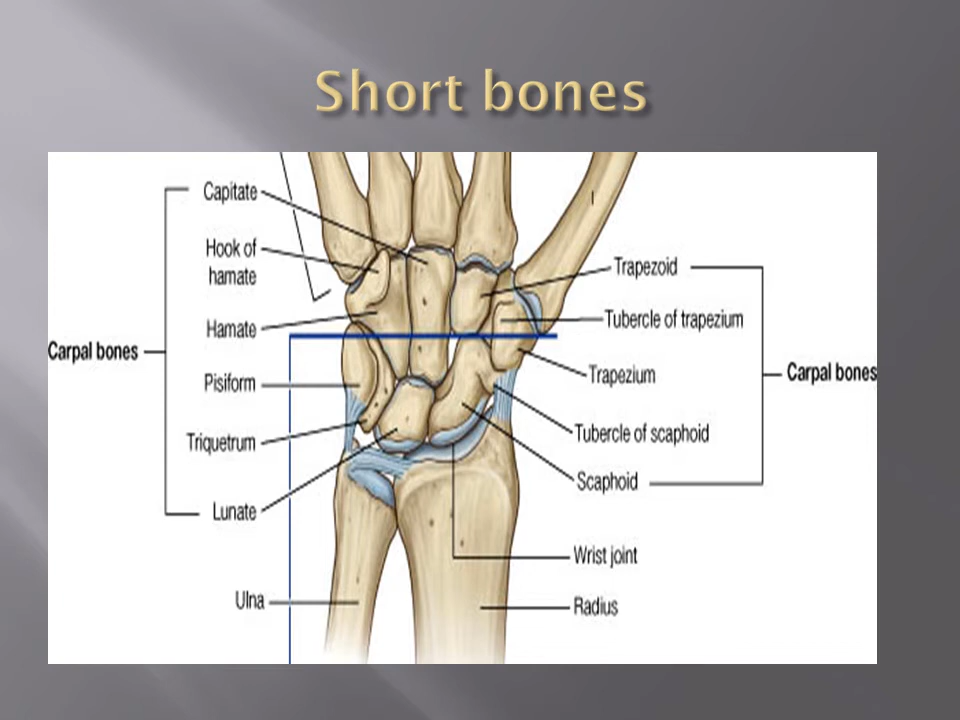 Short bones
Capitate
Hook of
hamate
Hamate
Carpal bones
Pisiform
Triquetrum
Lunate
Ulna
Trapezoid
Tubercle of trapezium
Trapezium
Carpal bones
Tubercle of scaphoid
Scaphoid
Wrist joint
Radius